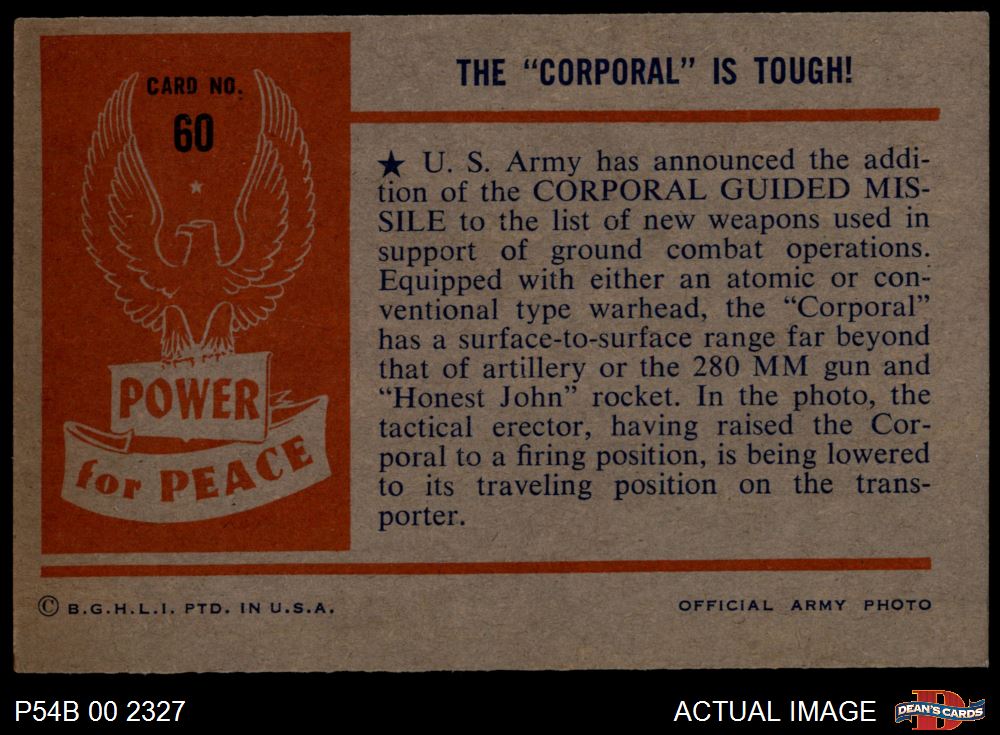 CARD NO.
60
POWER
for PEACE
THE "CORPORAL" IS TOUGH!
★ U. S. Army has announced the addi-
tion of the CORPORAL GUIDED MIS-
SILE to the list of new weapons used in
support of ground combat operations.
Equipped with either an atomic or con-
ventional type warhead, the "Corporal"
has a surface-to-surface range far beyond
that of artillery or the 280 MM gun and
"Honest John" rocket. In the photo, the
tactical erector, having raised the Cor-
poral to a firing position, is being lowered
to its traveling position on the trans-
porter.
© B.G.H.L.I. PTD. IN U.S.A.
OFFICIAL ARMY PHOTO
P54B 00 2327
ACTUAL IMAGE
D
DEAN'S CARDS